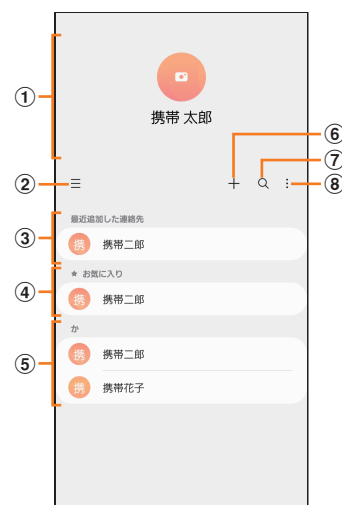 ①
携帯 太郎
⑥
⑦
②
⑧
最近追加した連絡先
③
携 携帯二郎
★ お気に入り
④
携 携帯二郎
か
⑤
携 携帯二郎
携 携帯花子